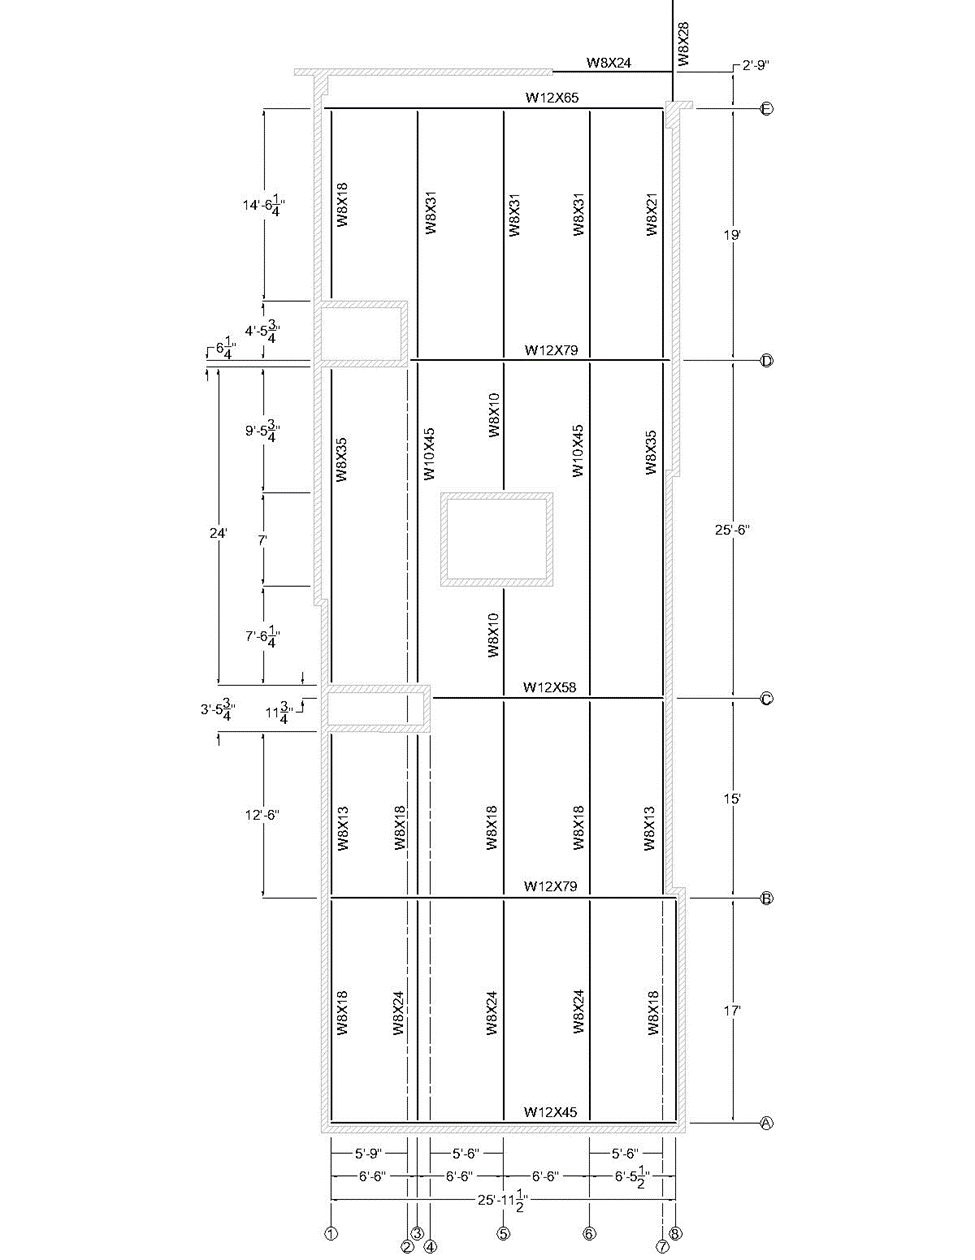 W8X28
W8X24
2'-9"
W12X65
E
W8X18
W8X31
W8X31
W8X31
W8X21
14'-6 1/4"
19'
4'-5 3/4"
6 1/4"
W12X79
D
9'-5 3/4"
W8X35
W10X45
W8X10
W10X45
W8X35
24'
7'
25'-6"
7'-6 1/4"
W8X10
W12X58
C
3'-5 3/4"
11 3/4"
15'
12'-6"
W8X13
W8X18
W8X18
W8X18
W8X13
W12X79
B
W8X18
W8X24
W8X24
W8X24
W8X18
17'
W12X45
A
5'-9" 5'-6" 5'-6"
6'-6" 6'-6" 6'-6" 6'-5 1/2"
25'-11 1/2"
1 3 5 6 8
2 4 7